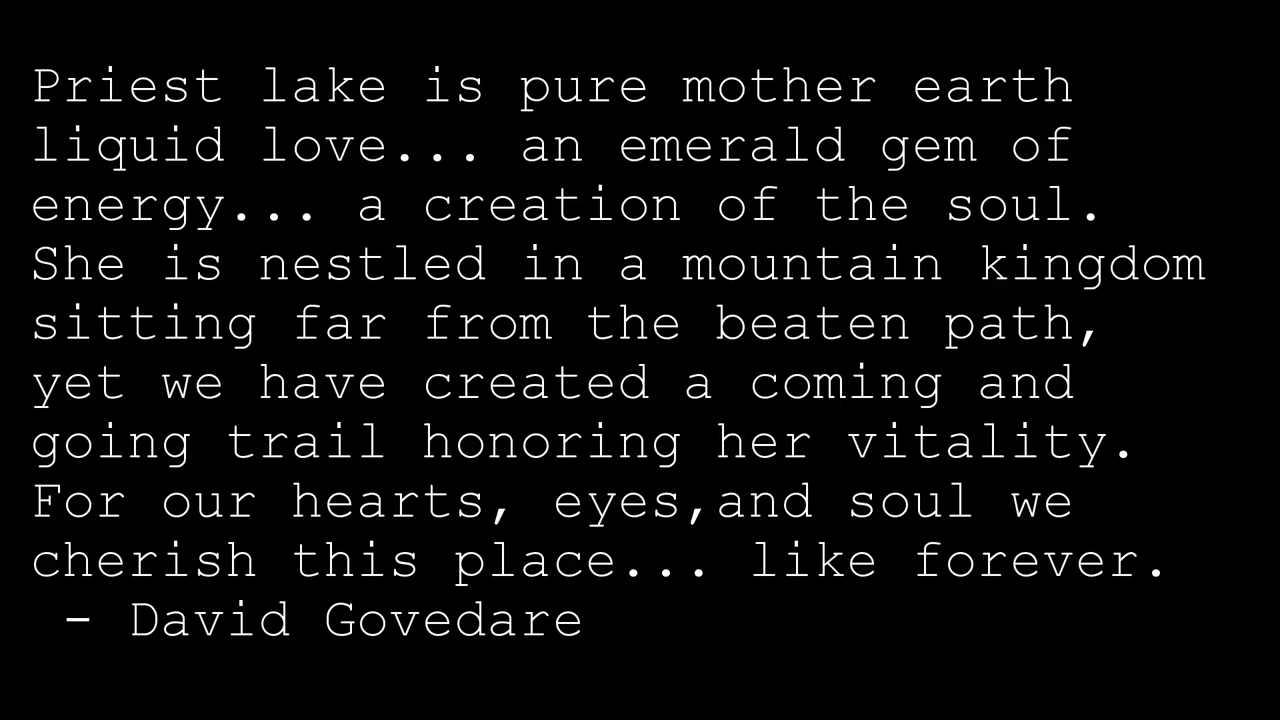 Priest lake is pure mother earth
liquid love... an emerald gem of
energy... a creation of the soul.
She is nestled in a mountain kingdom
sitting far from the beaten path,
yet we have created a coming and
going trail honoring her vitality.
For our hearts, eyes,and soul we
cherish this place... like forever.
- David Govedare